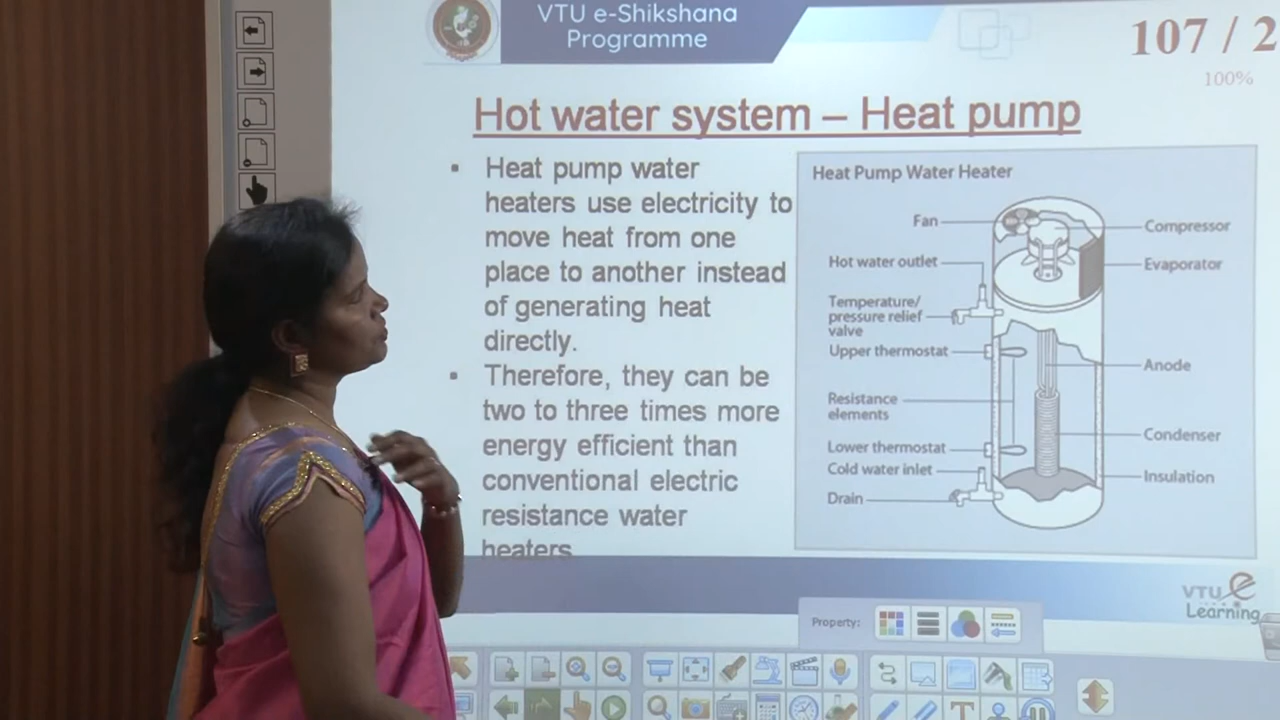 VTU e-Shikshana
Programme
107 / 2
100%
Hot water system – Heat pump
▪ Heat pump water
heaters use electricity to
move heat from one
place to another instead
of generating heat
directly.
▪ Therefore, they can be
two to three times more
energy efficient than
conventional electric
resistance water
heaters
Heat Pump Water Heater
Fan
Compressor
Hot water outlet
Evaporator
Temperature/
pressure relief
valve
Upper thermostat
Anode
Resistance
elements
Condenser
Lower thermostat
Cold water inlet
Insulation
Drain
VTU e
Learning
Property:
T